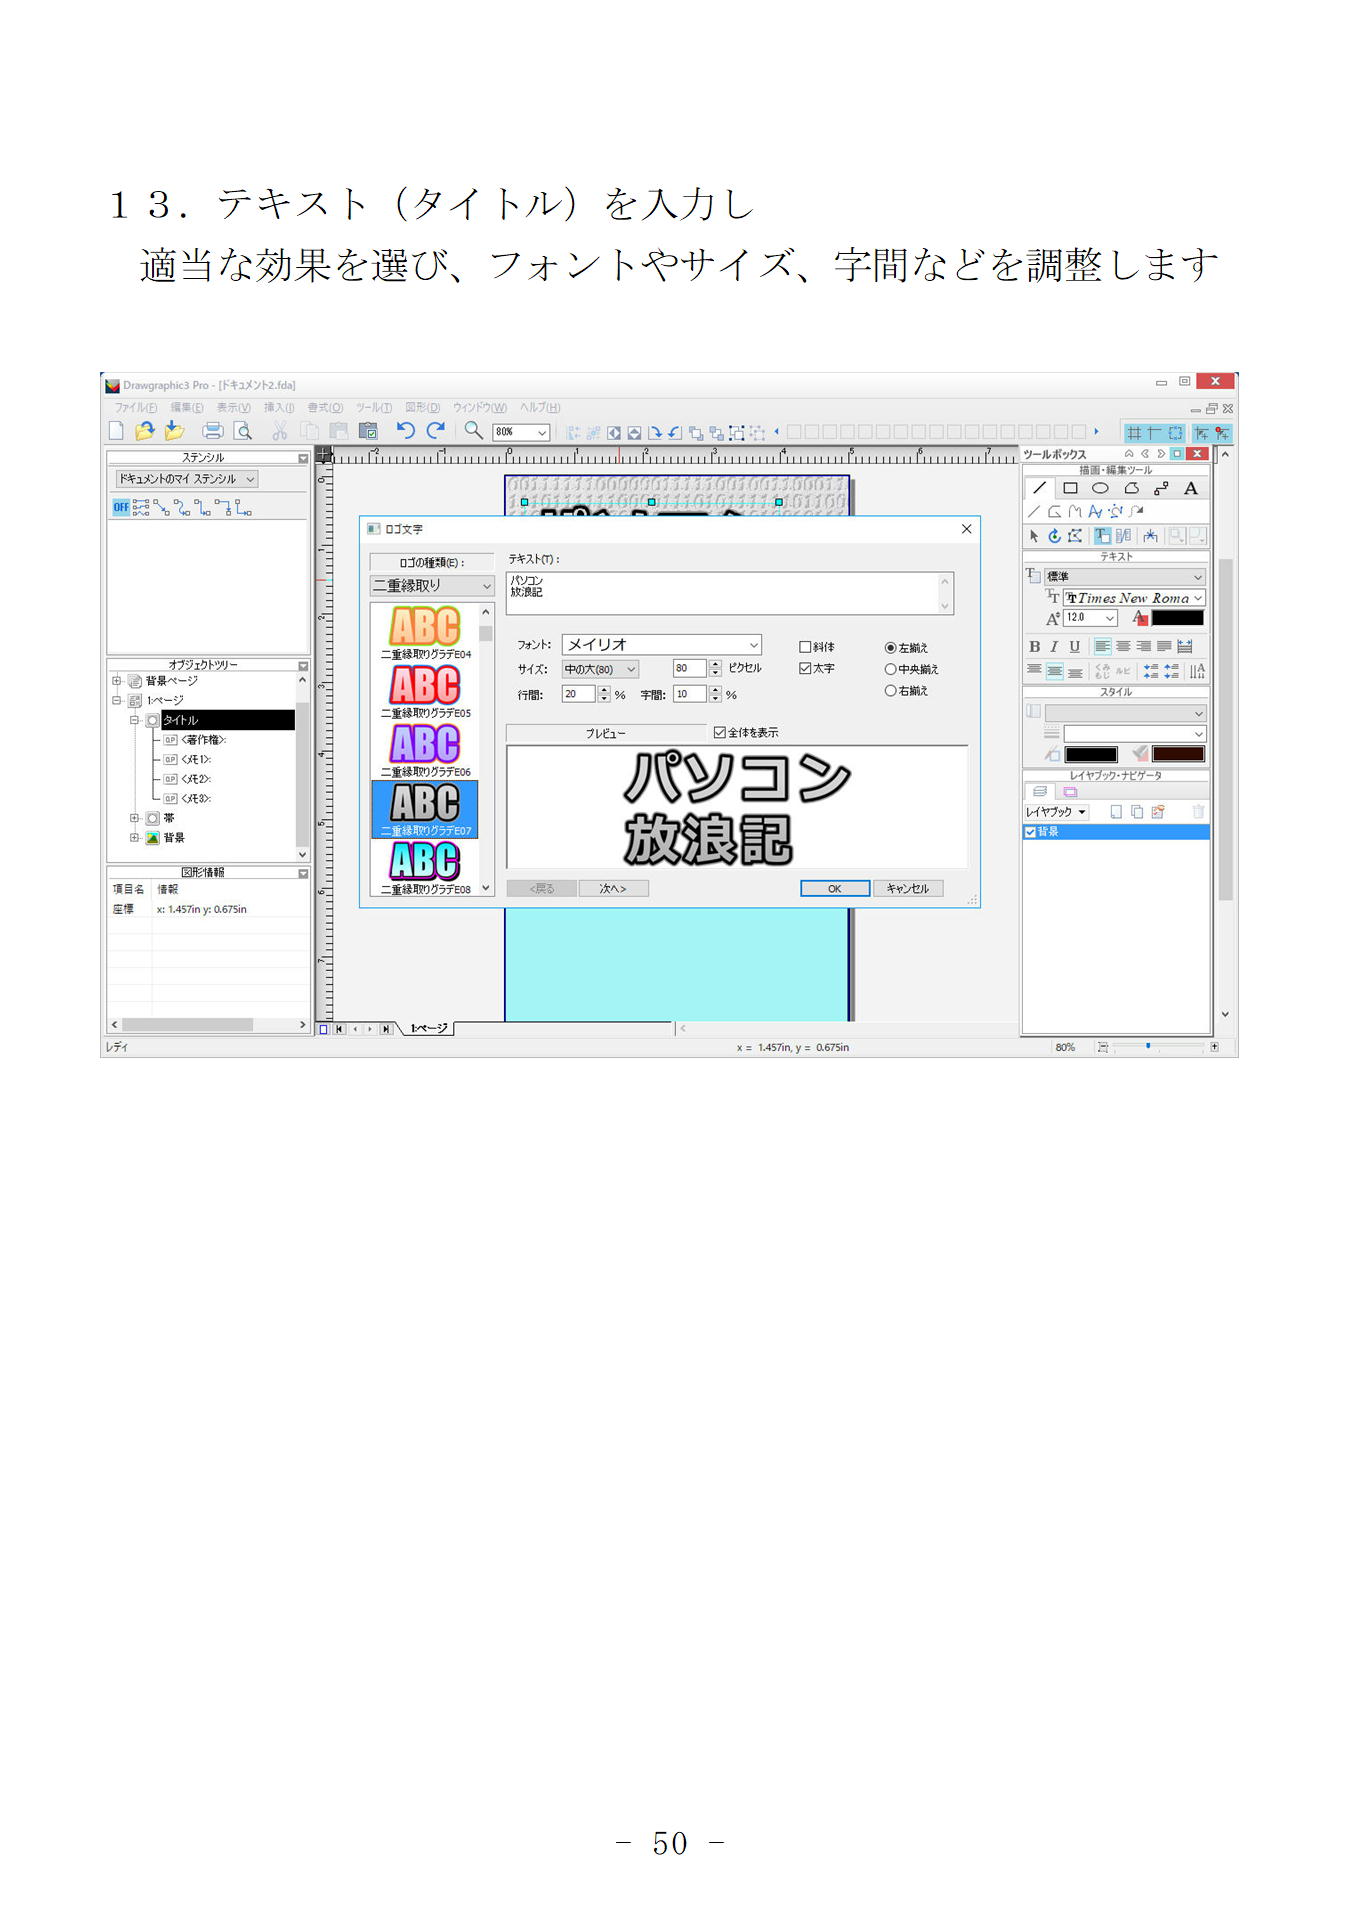 １３．テキスト（タイトル）を入力し
適当な効果を選び、フォントやサイズ、字間などを調整します
Drawgraphic3 Pro - [ドキュメント2.fda]
ファイル(F) 編集(E) 表示(V) 挿入(I) 書式(O) ツール(T) 図形(D) ウィンドウ(W) ヘルプ(H)
80%
ステンシル
ドキュメントのマイ ステンシル
OFF
オブジェクトツリー
背景ページ
1:ページ
タイトル
<著作権>:
<メモ1>:
<メモ2>:
<メモ3>:
帯
背景
図形情報
項目名 情報
座標 x: 1.457in y: 0.675in
ロゴ文字
ロゴの種類(E)：
二重縁取り
ABC
二重縁取りグラデE04
ABC
二重縁取りグラデE05
ABC
二重縁取りグラデE06
ABC
二重縁取りグラデE07
ABC
二重縁取りグラデE08
テキスト(T)：
パソコン
放浪記
フォント: メイリオ
サイズ: 中の大(80) 80 ピクセル
行間: 20 % 字間: 10 %
斜体
太字
左揃え
中央揃え
右揃え
プレビュー 全体を表示
パソコン
放浪記
<戻る 次へ> OK キャンセル
ツールボックス
描画・編集ツール
テキスト
標準
Times New Roma
12.0
B I U
スタイル
レイヤブック・ナビゲータ
レイヤブック
背景
1:ページ
レディ x = 1.457in, y = 0.675in 80%
- 50 -